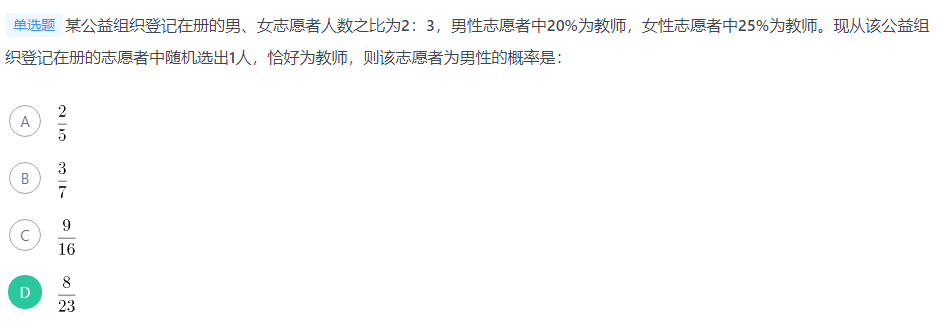 单选题 某公益组织登记在册的男、女志愿者人数之比为2：3，男性志愿者中20%为教师，女性志愿者中25%为教师。现从该公益组
织登记在册的志愿者中随机选出1人，恰好为教师，则该志愿者为男性的概率是：
A 2/5
B 3/7
C 9/16
D 8/23